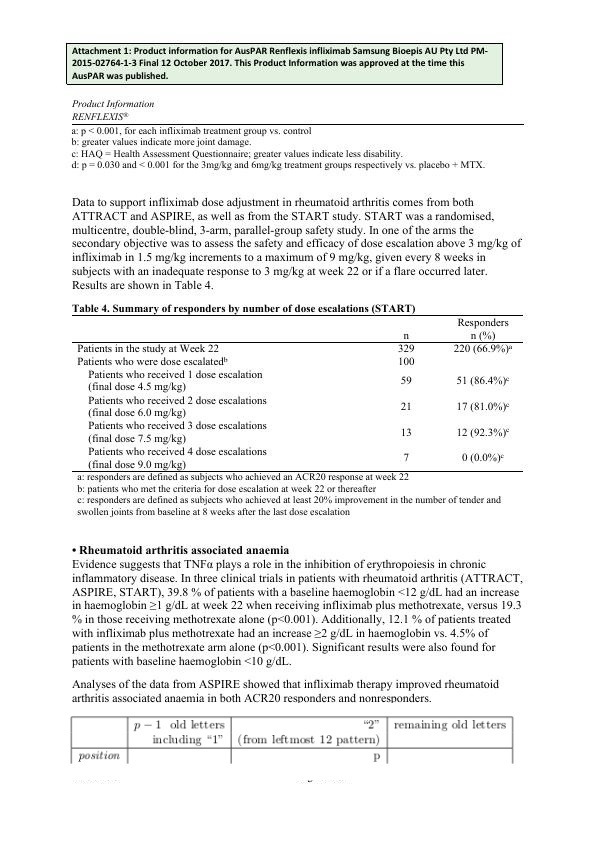 Attachment 1: Product information for AusPAR Renflexis infliximab Samsung Bioepis AU Pty Ltd PM-
2015-02764-1-3 Final 12 October 2017. This Product Information was approved at the time this
AusPAR was published.
Product Information
RENFLEXIS®
a: p < 0.001, for each infliximab treatment group vs. control
b: greater values indicate more joint damage.
c: HAQ = Health Assessment Questionnaire; greater values indicate less disability.
d: p = 0.030 and < 0.001 for the 3mg/kg and 6mg/kg treatment groups respectively vs. placebo + MTX.
Data to support infliximab dose adjustment in rheumatoid arthritis comes from both
ATTRACT and ASPIRE, as well as from the START study. START was a randomised,
multicentre, double-blind, 3-arm, parallel-group safety study. In one of the arms the
secondary objective was to assess the safety and efficacy of dose escalation above 3 mg/kg of
infliximab in 1.5 mg/kg increments to a maximum of 9 mg/kg, given every 8 weeks in
subjects with an inadequate response to 3 mg/kg at week 22 or if a flare occurred later.
Results are shown in Table 4.
Table 4. Summary of responders by number of dose escalations (START)
Responders
n n (%)
Patients in the study at Week 22 329 220 (66.9%)ᵃ
Patients who were dose escalatedᵇ 100
Patients who received 1 dose escalation
(final dose 4.5 mg/kg) 59 51 (86.4%)ᶜ
Patients who received 2 dose escalations
(final dose 6.0 mg/kg) 21 17 (81.0%)ᶜ
Patients who received 3 dose escalations
(final dose 7.5 mg/kg) 13 12 (92.3%)ᶜ
Patients who received 4 dose escalations
(final dose 9.0 mg/kg) 7 0 (0.0%)ᶜ
a: responders are defined as subjects who achieved an ACR20 response at week 22
b: patients who met the criteria for dose escalation at week 22 or thereafter
c: responders are defined as subjects who achieved at least 20% improvement in the number of tender and
swollen joints from baseline at 8 weeks after the last dose escalation
• Rheumatoid arthritis associated anaemia
Evidence suggests that TNFα plays a role in the inhibition of erythropoiesis in chronic
inflammatory disease. In three clinical trials in patients with rheumatoid arthritis (ATTRACT,
ASPIRE, START), 39.8 % of patients with a baseline haemoglobin <12 g/dL had an increase
in haemoglobin ≥1 g/dL at week 22 when receiving infliximab plus methotrexate, versus 19.3
% in those receiving methotrexate alone (p<0.001). Additionally, 12.1 % of patients treated
with infliximab plus methotrexate had an increase ≥2 g/dL in haemoglobin vs. 4.5% of
patients in the methotrexate arm alone (p<0.001). Significant results were also found for
patients with baseline haemoglobin <10 g/dL.
Analyses of the data from ASPIRE showed that infliximab therapy improved rheumatoid
arthritis associated anaemia in both ACR20 responders and nonresponders.
p − 1 old letters "2" remaining old letters
including "1" (from leftmost 12 pattern)
position p